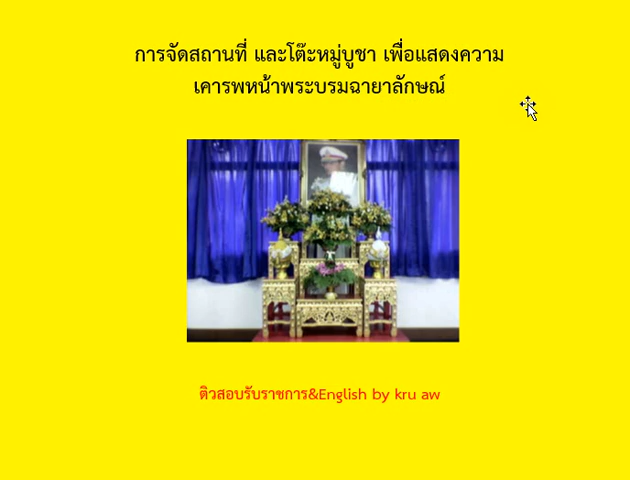 การจัดสถานที่ และโต๊ะหมู่บูชา เพื่อแสดงความ
เคารพหน้าพระบรมฉายาลักษณ์
ติวสอบรับราชการ&English by kru aw